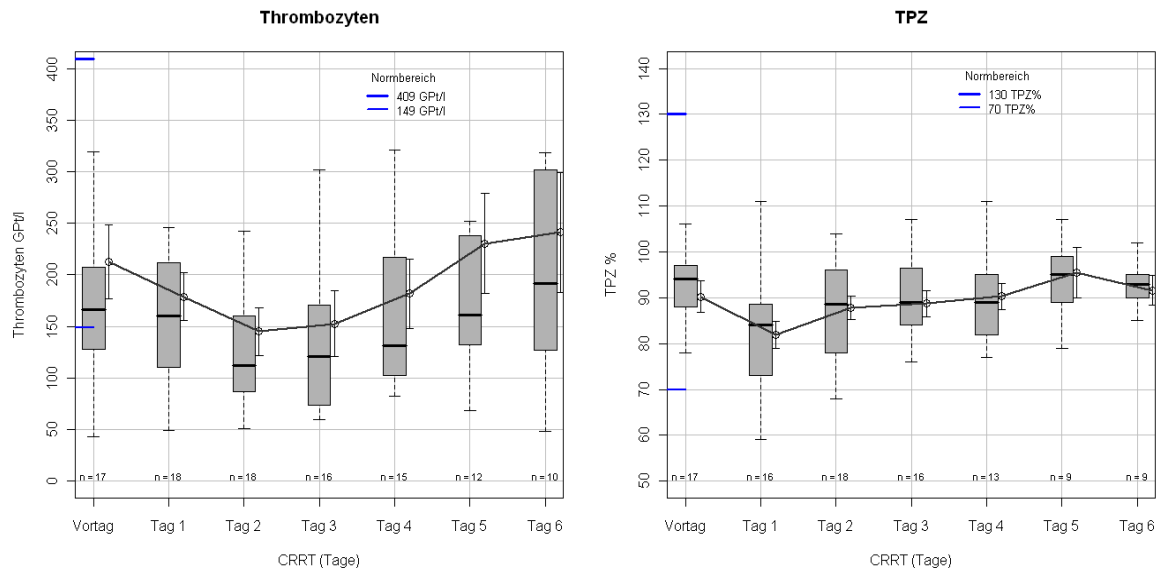 Thrombozyten
Thrombozyten GPt/l
400
350
300
250
200
150
100
50
0
Normbereich
409 GPt/l
149 GPt/l
n = 17
n = 18
n = 18
n = 16
n = 15
n = 12
n = 10
Vortag
Tag 1
Tag 2
Tag 3
Tag 4
Tag 5
Tag 6
CRRT (Tage)
TPZ
TPZ %
140
130
120
110
100
90
80
70
60
50
Normbereich
130 TPZ%
70 TPZ%
n = 17
n = 16
n = 18
n = 16
n = 13
n = 9
n = 9
Vortag
Tag 1
Tag 2
Tag 3
Tag 4
Tag 5
Tag 6
CRRT (Tage)